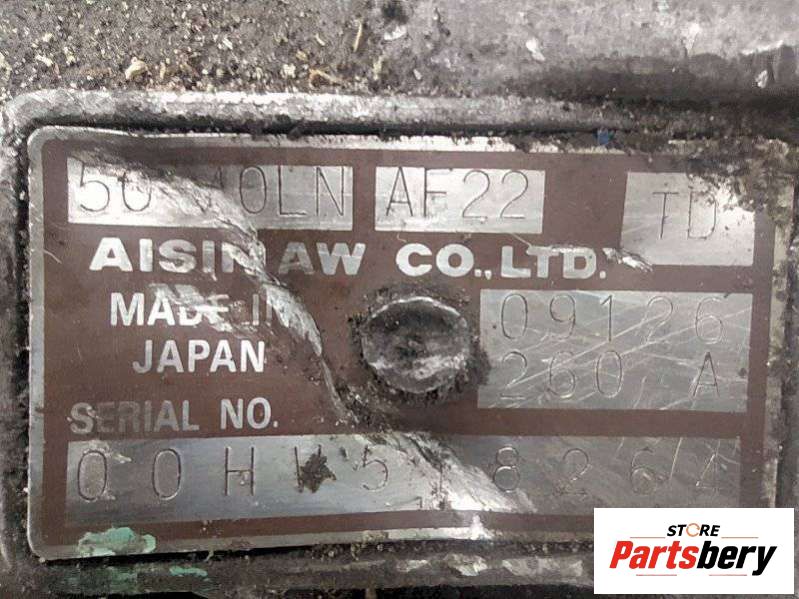 AF22 TD
AISIN AW CO., LTD.
MADE IN
JAPAN
09126
260 A
SERIAL NO.
STORE
Partsbery